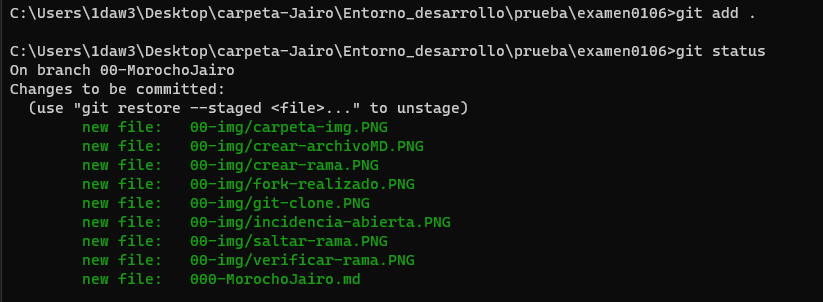 C:\Users\1daw3\Desktop\carpeta-Jairo\Entorno_desarrollo\prueba\examen0106>git add .
C:\Users\1daw3\Desktop\carpeta-Jairo\Entorno_desarrollo\prueba\examen0106>git status
On branch 00-MorochoJairo
Changes to be committed:
  (use "git restore --staged <file>..." to unstage)
        new file:   00-img/carpeta-img.PNG
        new file:   00-img/crear-archivoMD.PNG
        new file:   00-img/crear-rama.PNG
        new file:   00-img/fork-realizado.PNG
        new file:   00-img/git-clone.PNG
        new file:   00-img/incidencia-abierta.PNG
        new file:   00-img/saltar-rama.PNG
        new file:   00-img/verificar-rama.PNG
        new file:   000-MorochoJairo.md